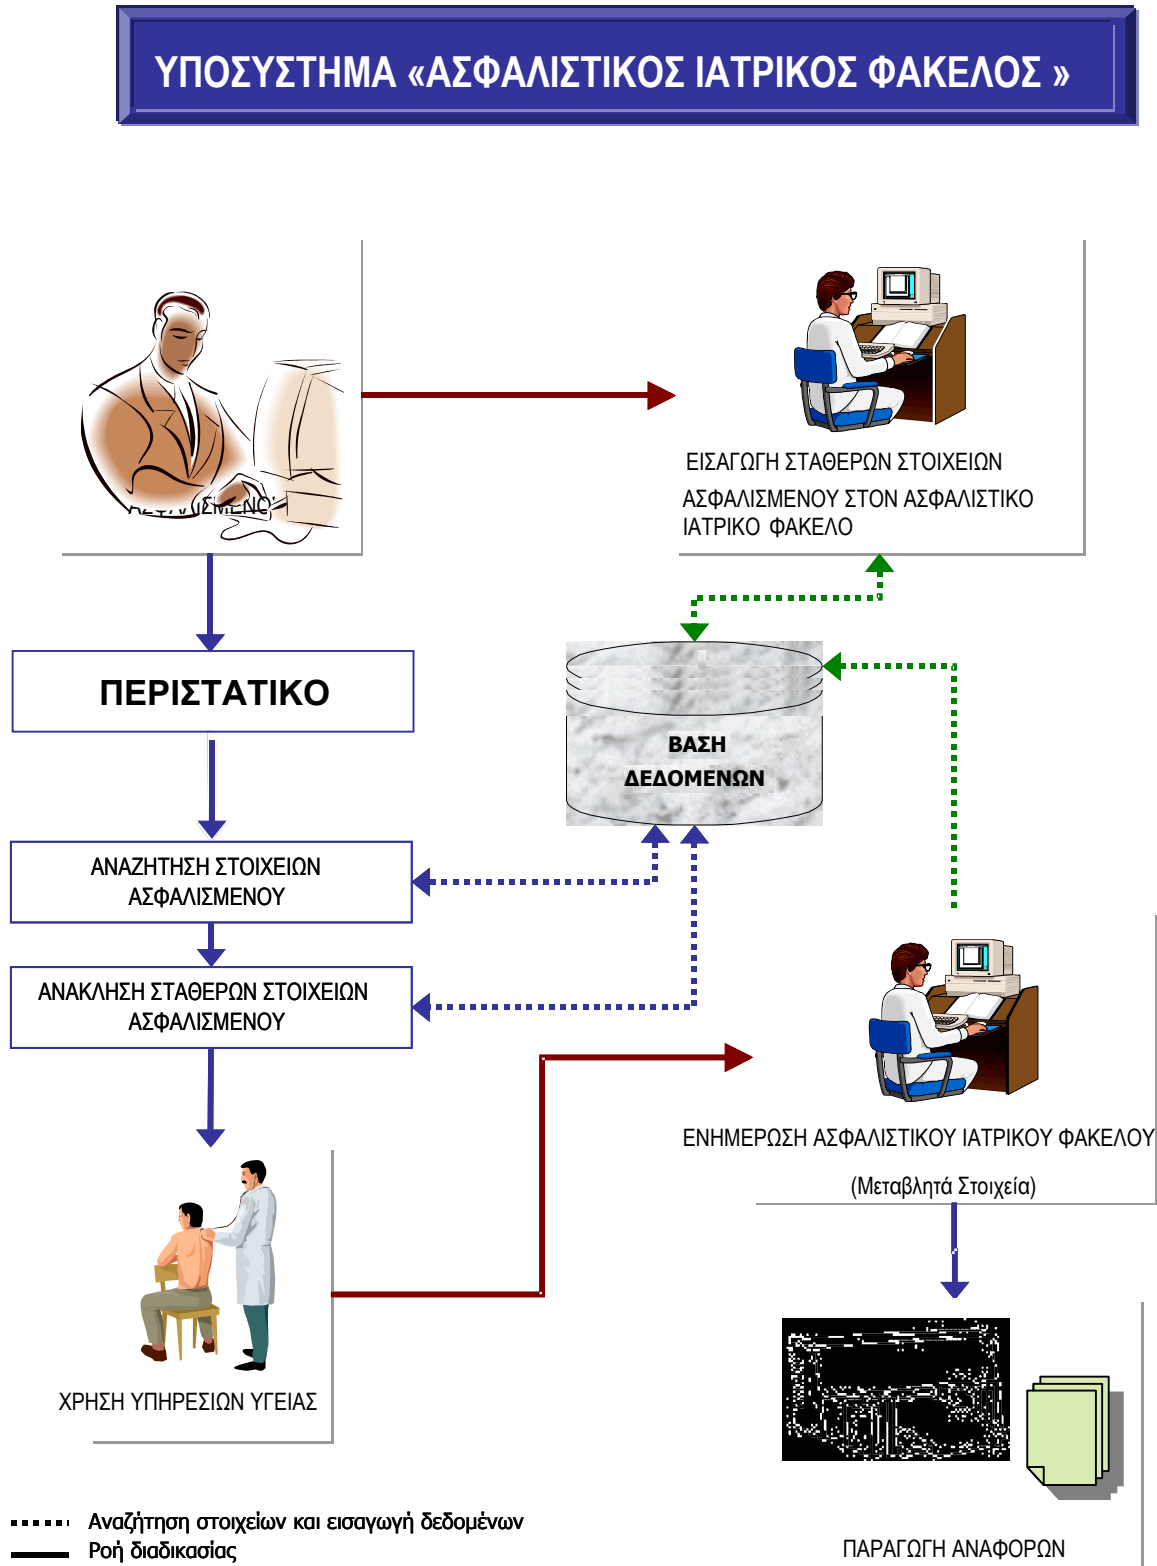 ΥΠΟΣΥΣΤΗΜΑ «ΑΣΦΑΛΙΣΤΙΚΟΣ ΙΑΤΡΙΚΟΣ ΦΑΚΕΛΟΣ »
ΕΙΣΑΓΩΓΗ ΣΤΑΘΕΡΩΝ ΣΤΟΙΧΕΙΩΝ
ΑΣΦΑΛΙΣΜΕΝΟΥ ΣΤΟΝ ΑΣΦΑΛΙΣΤΙΚΟ
ΙΑΤΡΙΚΟ ΦΑΚΕΛΟ
ΠΕΡΙΣΤΑΤΙΚΟ
ΒΑΣΗ
ΔΕΔΟΜΕΝΩΝ
ΑΝΑΖΗΤΗΣΗ ΣΤΟΙΧΕΙΩΝ
ΑΣΦΑΛΙΣΜΕΝΟΥ
ΑΝΑΚΛΗΣΗ ΣΤΑΘΕΡΩΝ ΣΤΟΙΧΕΙΩΝ
ΑΣΦΑΛΙΣΜΕΝΟΥ
ΕΝΗΜΕΡΩΣΗ ΑΣΦΑΛΙΣΤΙΚΟΥ ΙΑΤΡΙΚΟΥ ΦΑΚΕΛΟΥ
(Μεταβλητά Στοιχεία)
ΧΡΗΣΗ ΥΠΗΡΕΣΙΩΝ ΥΓΕΙΑΣ
Αναζήτηση στοιχείων και εισαγωγή δεδομένων
Ροή διαδικασίας
ΠΑΡΑΓΩΓΗ ΑΝΑΦΟΡΩΝ